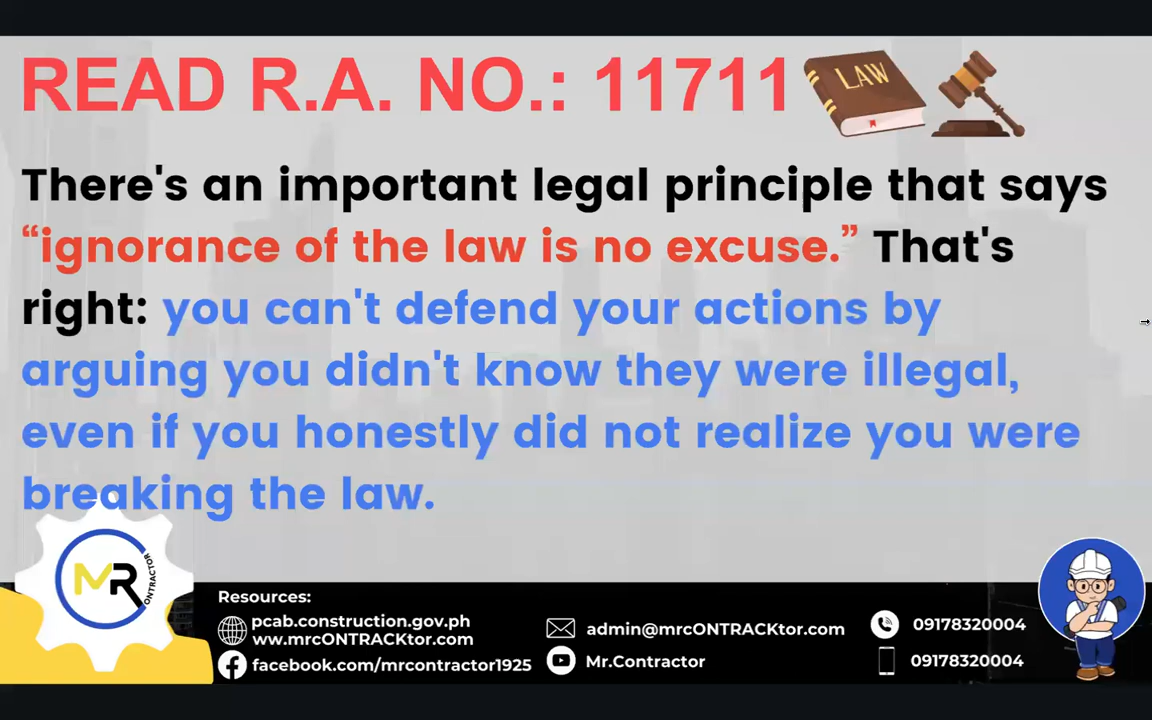 READ R.A. NO.: 11711
LAW
There's an important legal principle that says
“ignorance of the law is no excuse.” That's
right: you can't defend your actions by
arguing you didn't know they were illegal,
even if you honestly did not realize you were
breaking the law.
MR
CONTRACTOR
Resources:
pcab.construction.gov.ph
www.mrcONTRACKtor.com
facebook.com/mrcontractor1925
admin@mrcONTRACKtor.com
Mr.Contractor
09178320004
09178320004